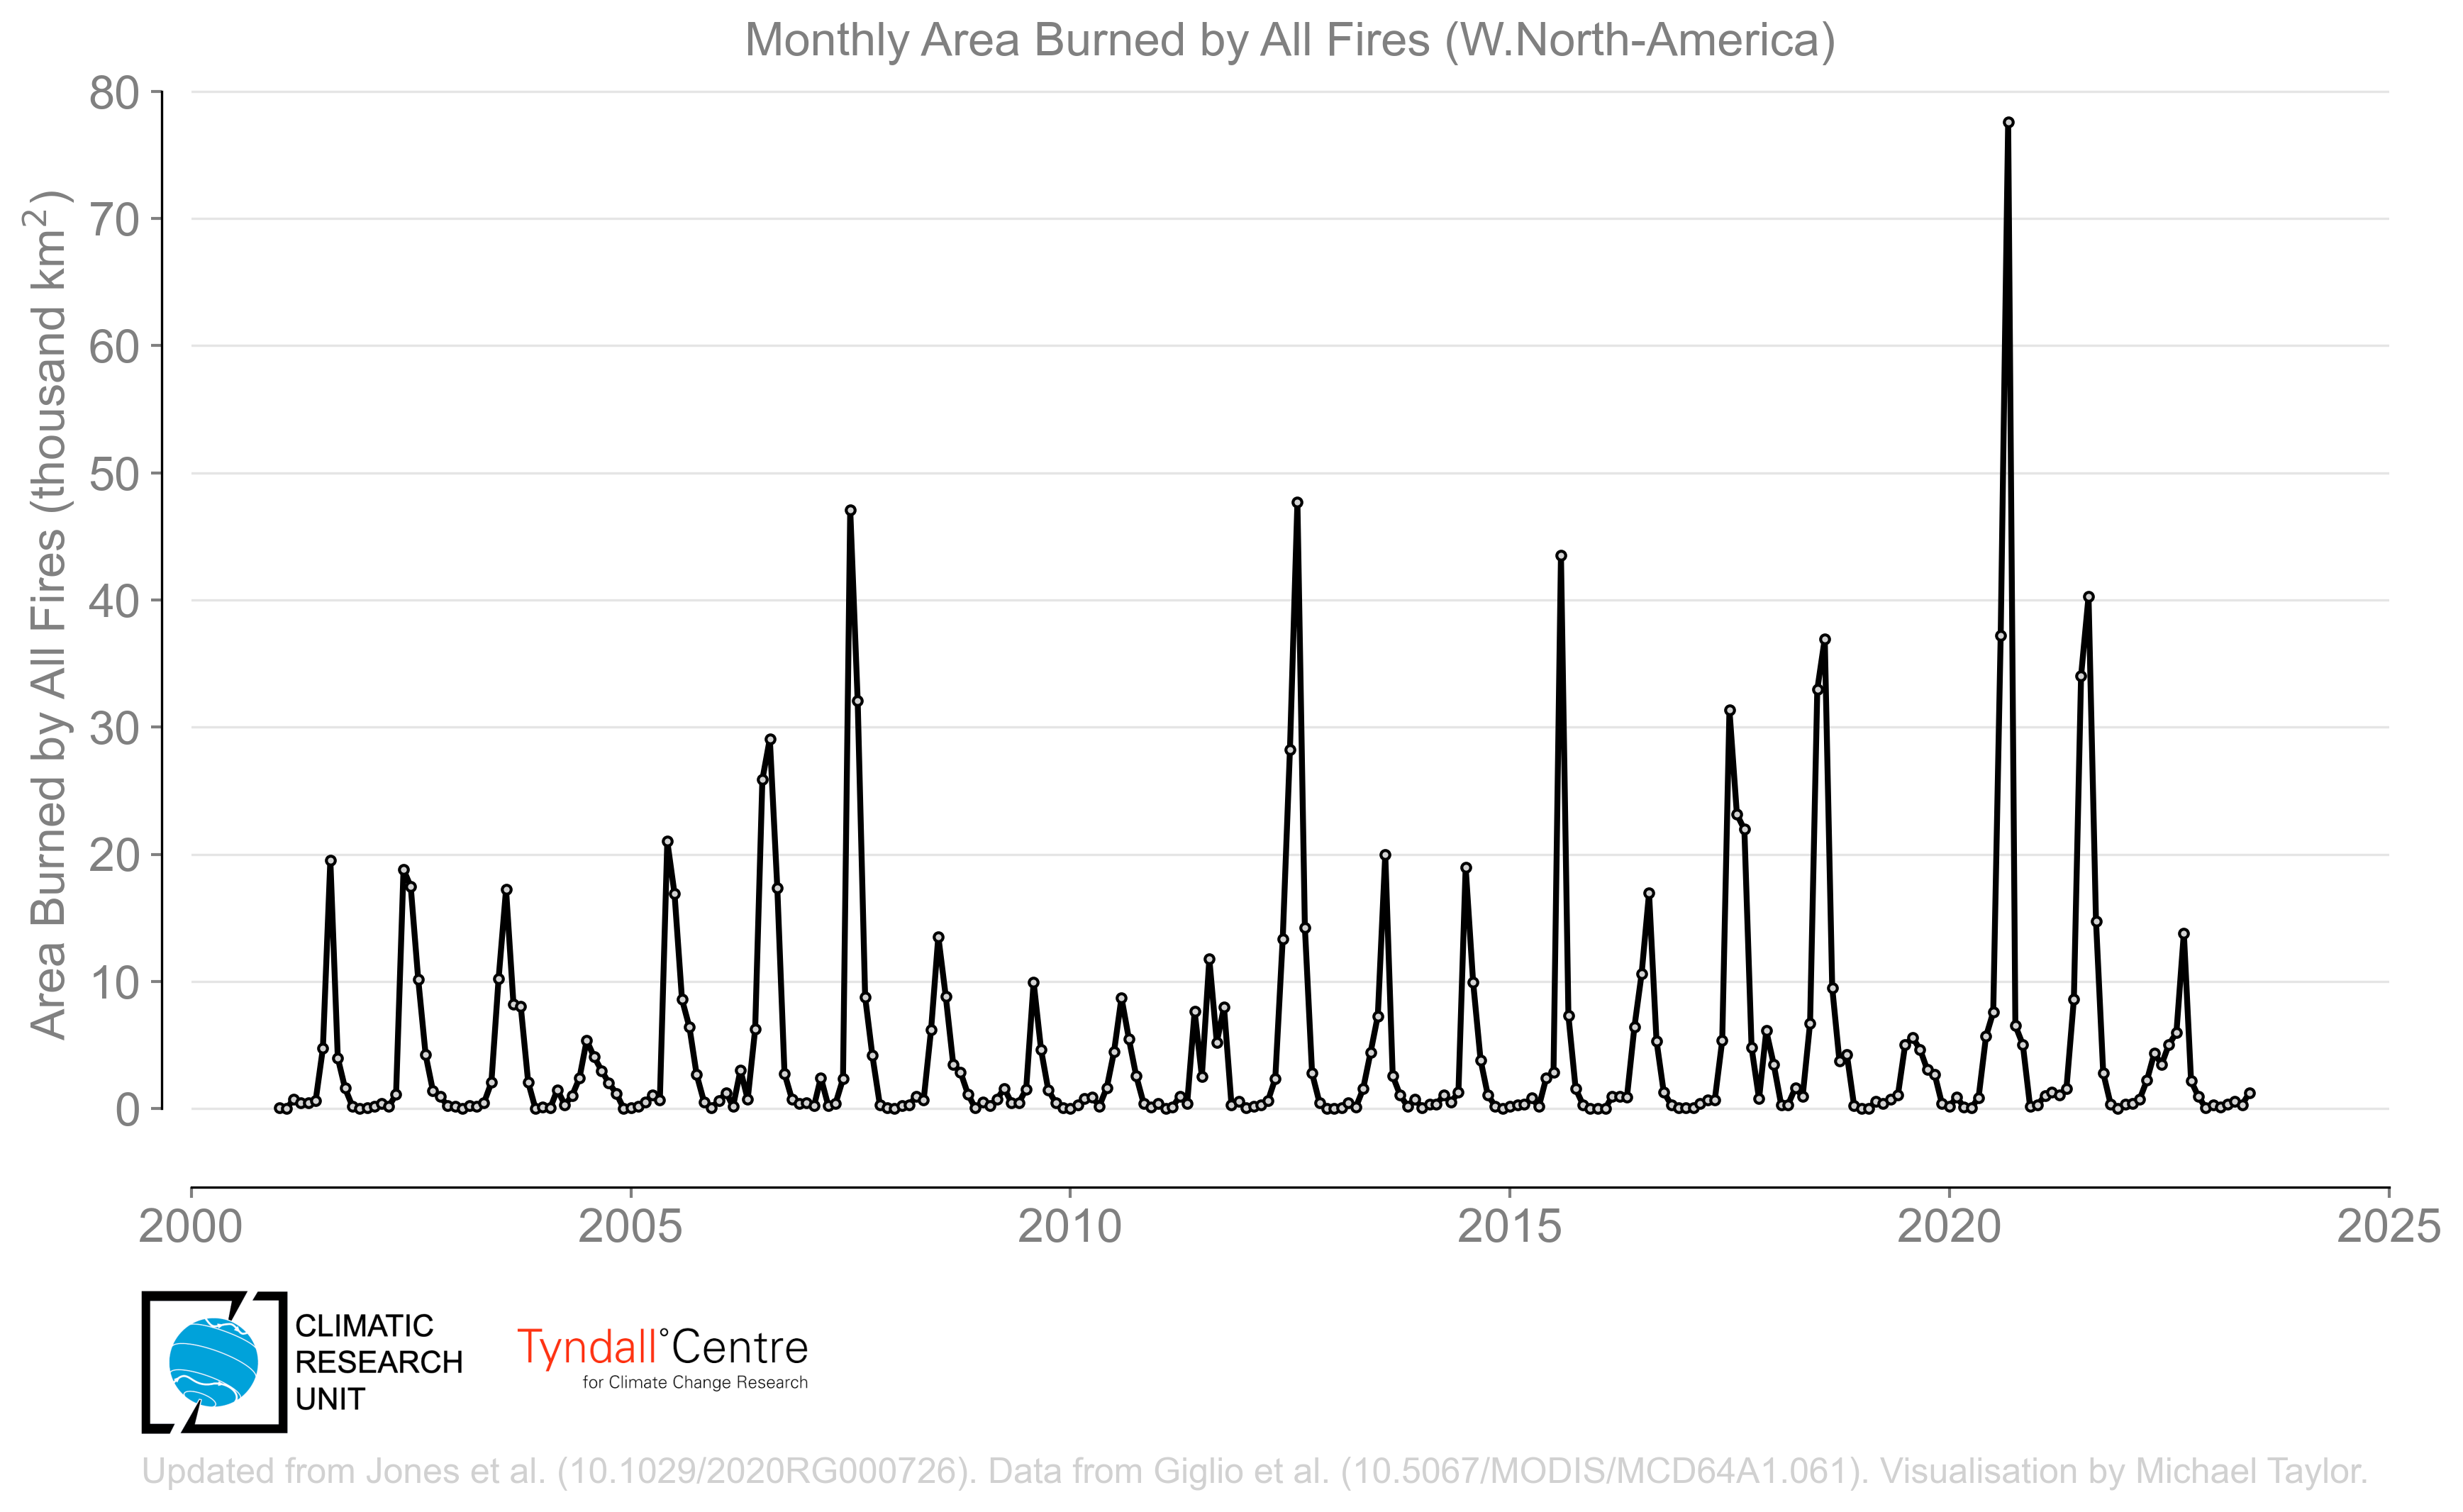 Monthly Area Burned by All Fires (W.North-America)
Area Burned by All Fires (thousand km²)
80
70
60
50
40
30
20
10
0
2000 2005 2010 2015 2020 2025
CLIMATIC
RESEARCH
UNIT
Tyndall°Centre
for Climate Change Research
Updated from Jones et al. (10.1029/2020RG000726). Data from Giglio et al. (10.5067/MODIS/MCD64A1.061). Visualisation by Michael Taylor.